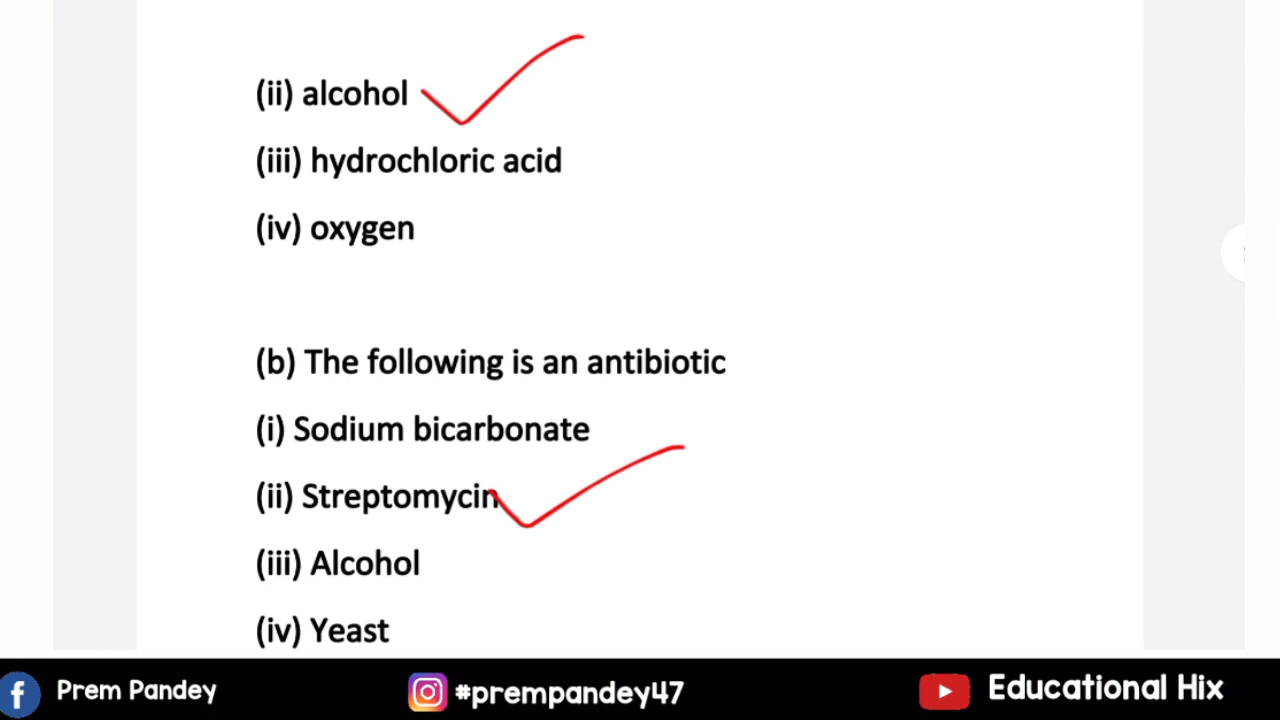 (ii) alcohol
(iii) hydrochloric acid
(iv) oxygen
(b) The following is an antibiotic
(i) Sodium bicarbonate
(ii) Streptomycin
(iii) Alcohol
(iv) Yeast
Prem Pandey #prempandey47 Educational Hix